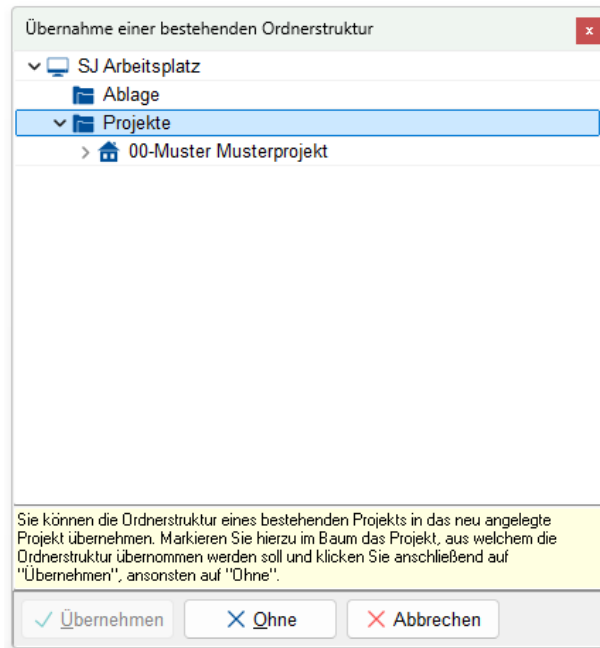 Übernahme einer bestehenden Ordnerstruktur
x
SJ Arbeitsplatz
Ablage
Projekte
00-Muster Musterprojekt
Sie können die Ordnerstruktur eines bestehenden Projekts in das neu angelegte
Projekt übernehmen. Markieren Sie hierzu im Baum das Projekt, aus welchem die
Ordnerstruktur übernommen werden soll und klicken Sie anschließend auf
"Übernehmen", ansonsten auf "Ohne".
Übernehmen
Ohne
Abbrechen